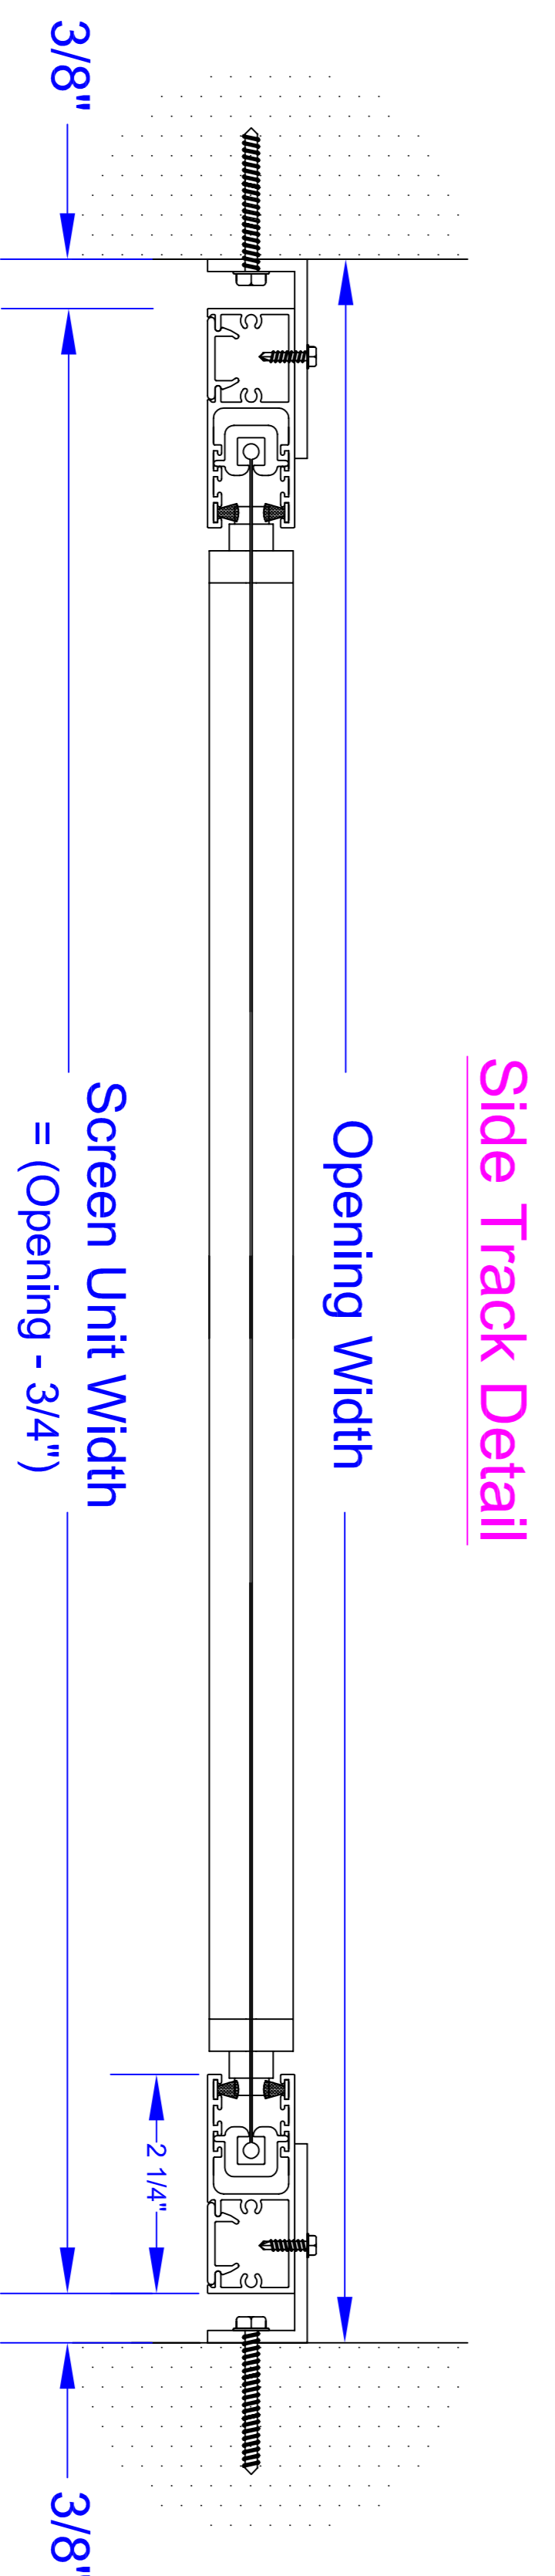 Side Track Detail
Opening Width
2 1/4"
3/8"
Screen Unit Width
3/8"
= (Opening - 3/4")